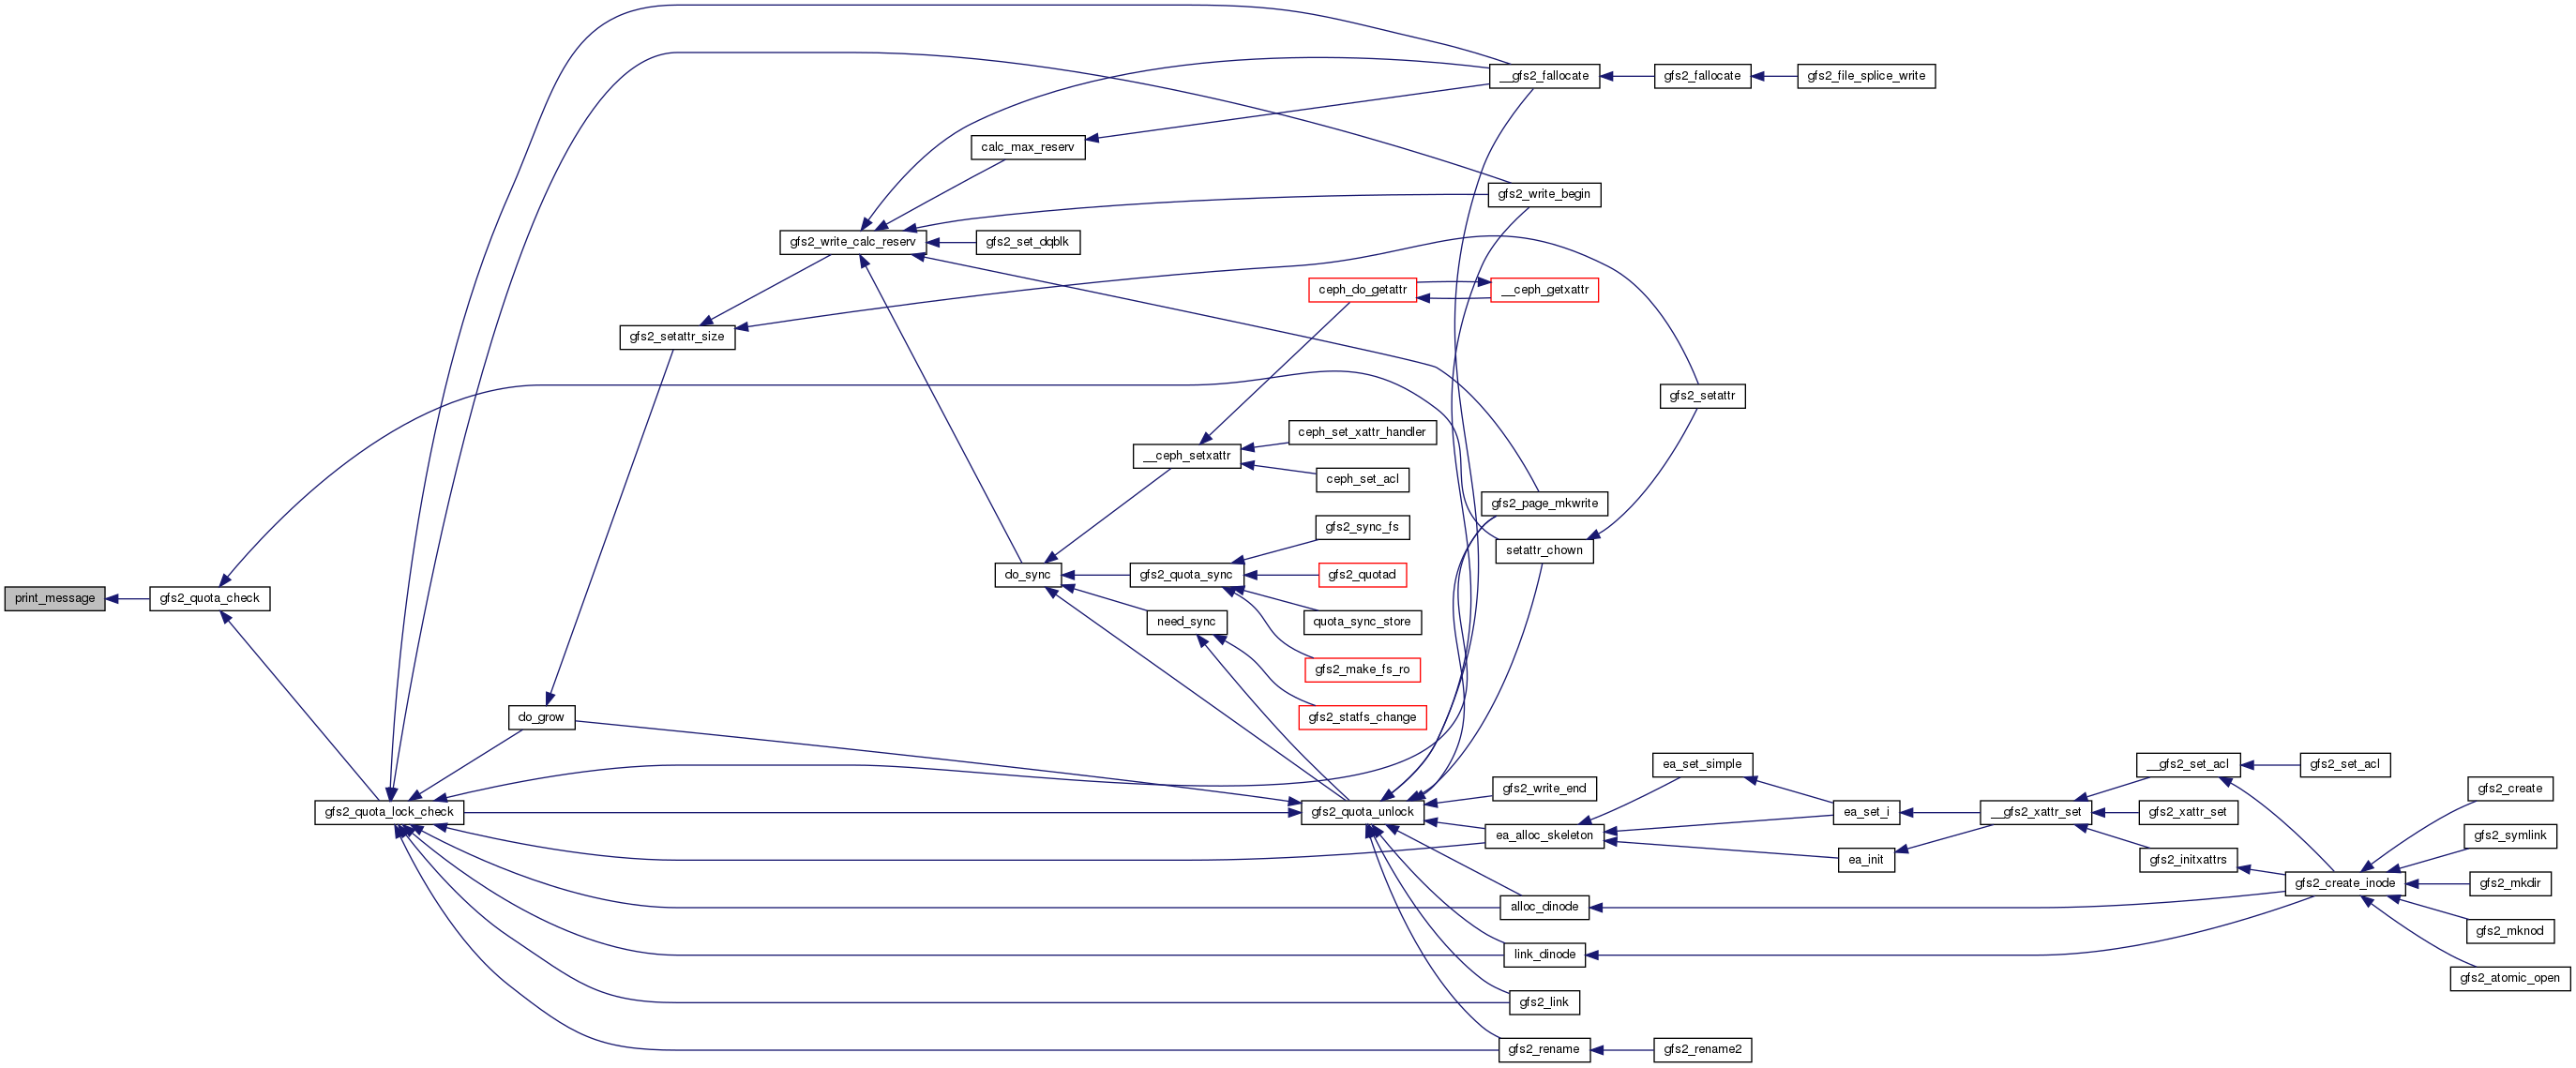 __gfs2_fallocate
gfs2_fallocate
gfs2_file_splice_write
calc_max_reserv
gfs2_write_begin
gfs2_write_calc_reserv
gfs2_set_dqblk
ceph_do_getattr
__ceph_getxattr
gfs2_setattr_size
gfs2_setattr
ceph_set_xattr_handler
__ceph_setxattr
ceph_set_acl
gfs2_page_mkwrite
gfs2_sync_fs
setattr_chown
do_sync
gfs2_quota_sync
gfs2_quotad
print_message
gfs2_quota_check
need_sync
quota_sync_store
gfs2_make_fs_ro
do_grow
gfs2_statfs_change
ea_set_simple
__gfs2_set_acl
gfs2_set_acl
gfs2_write_end
gfs2_create
gfs2_quota_lock_check
gfs2_quota_unlock
ea_set_i
__gfs2_xattr_set
gfs2_xattr_set
ea_alloc_skeleton
gfs2_symlink
ea_init
gfs2_initxattrs
gfs2_create_inode
gfs2_mkdir
alloc_dinode
gfs2_mknod
link_dinode
gfs2_atomic_open
gfs2_link
gfs2_rename
gfs2_rename2